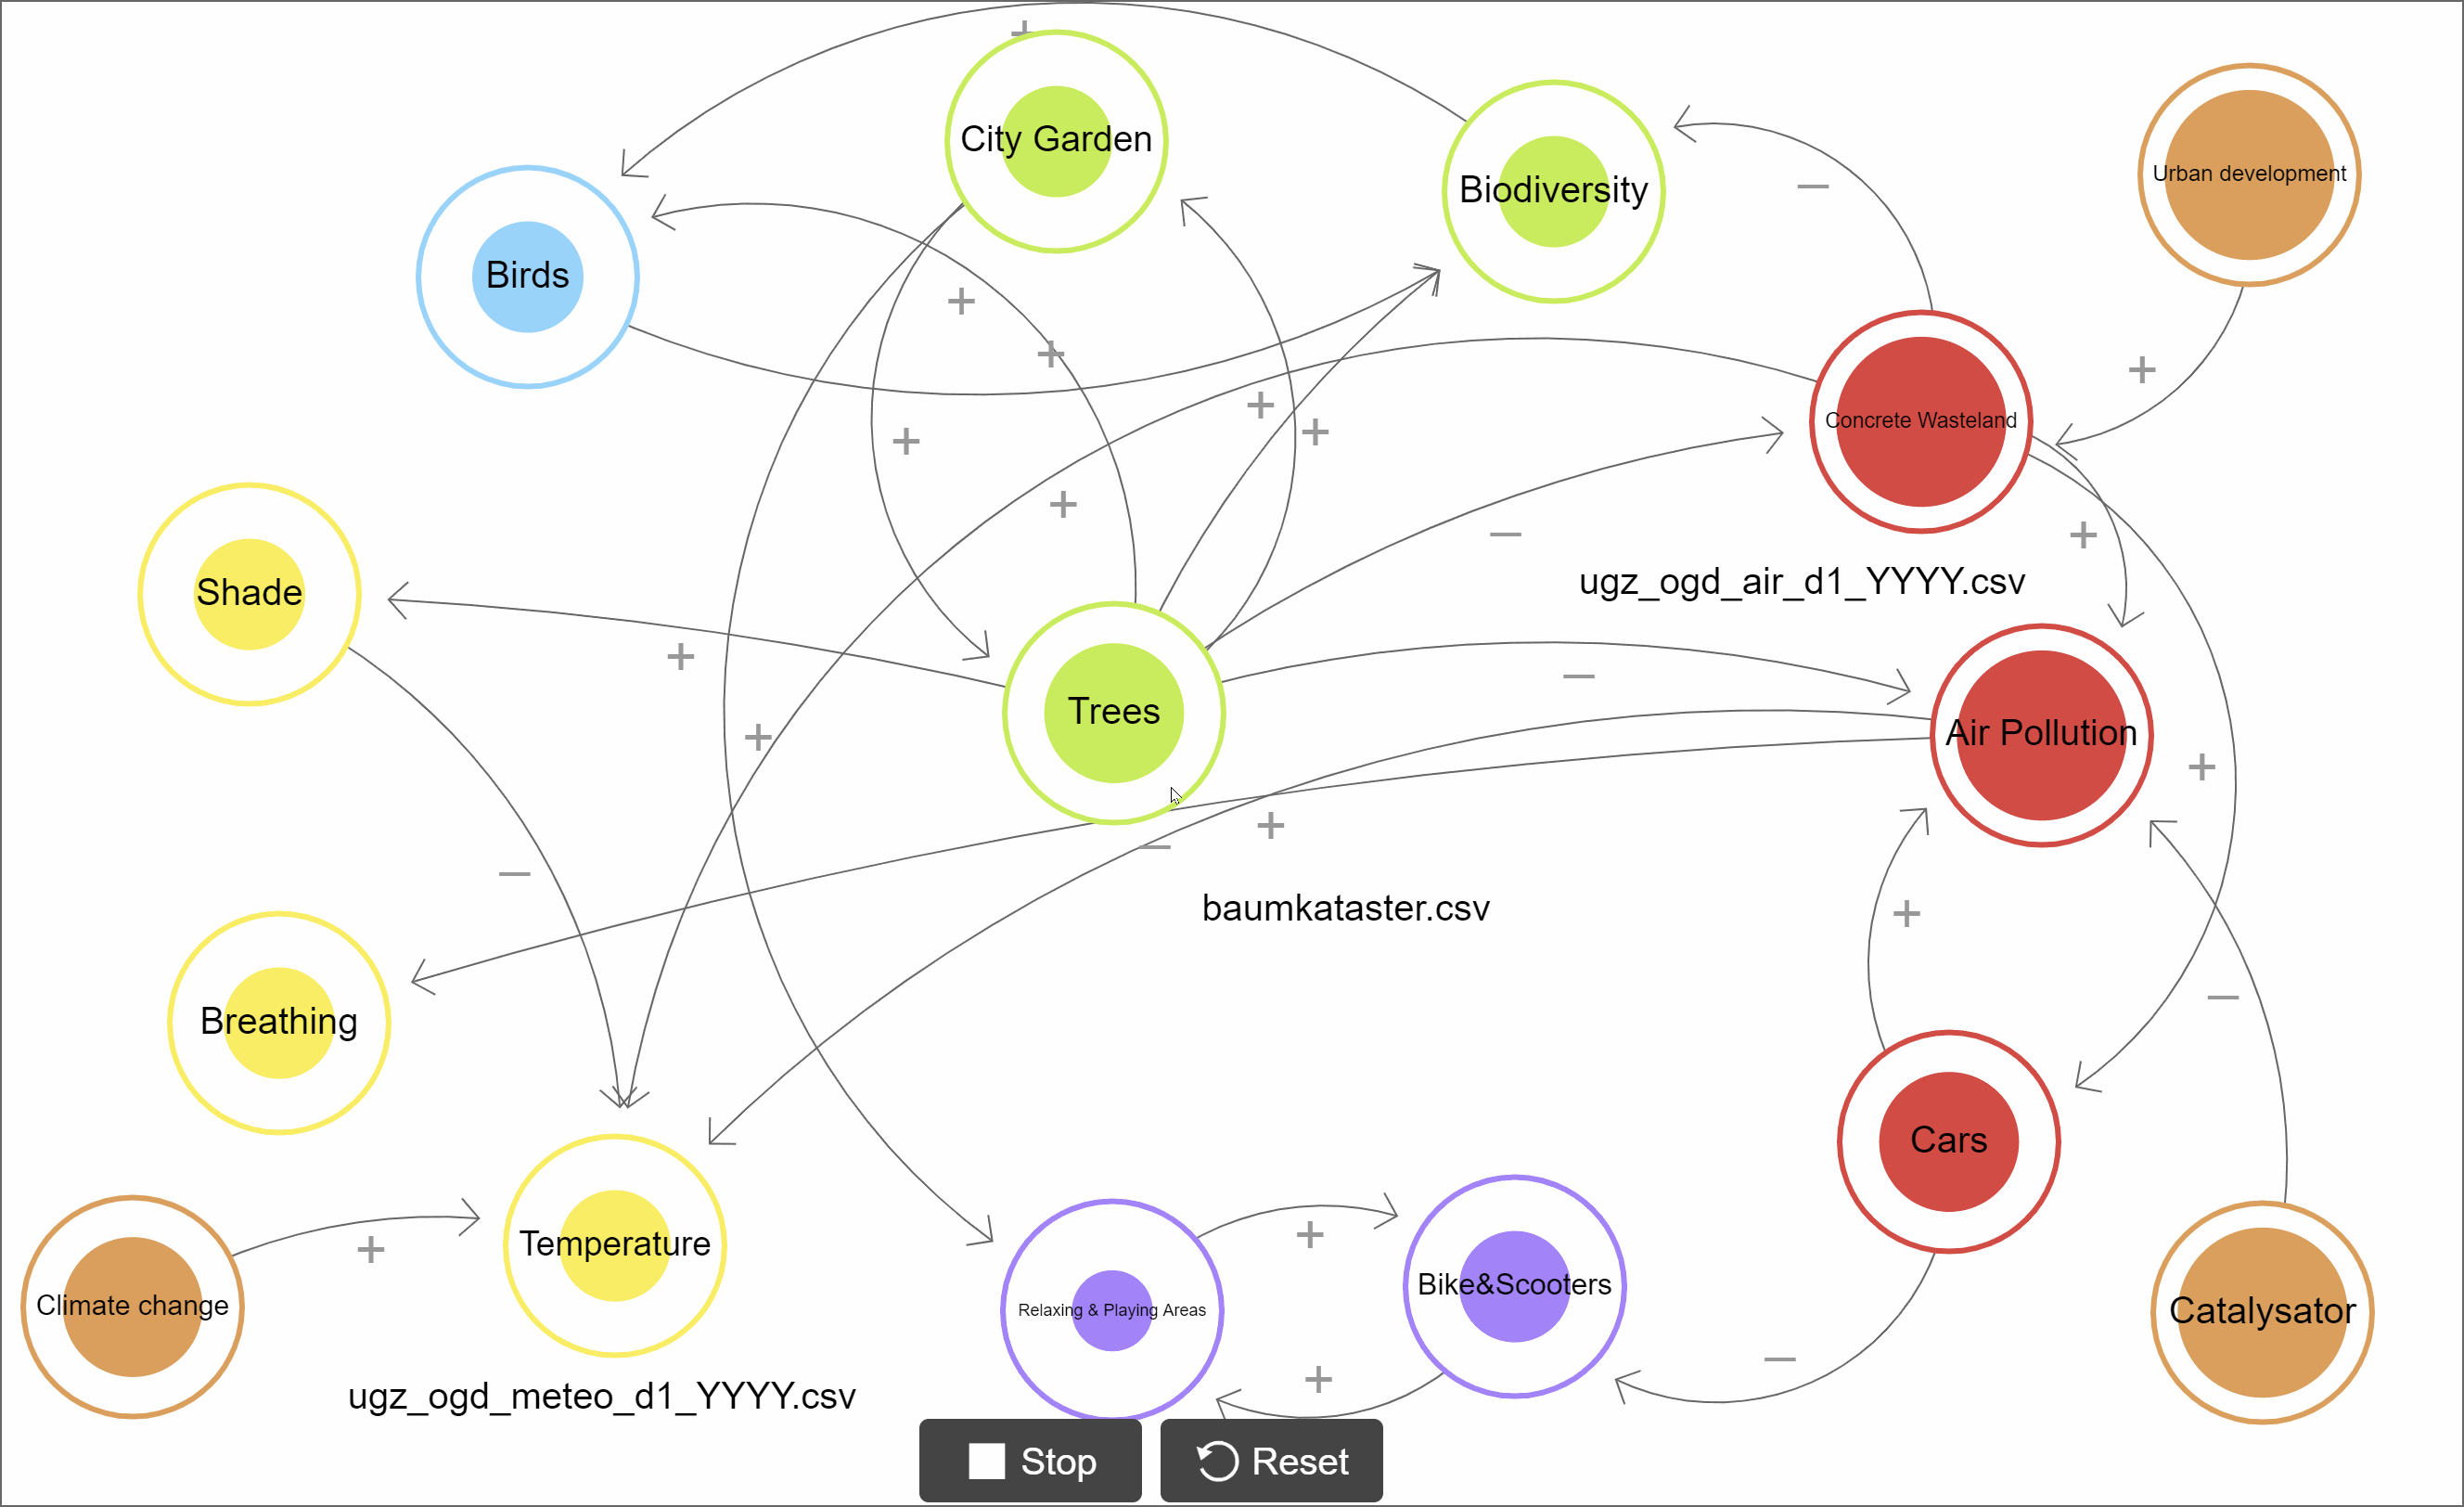 City Garden
Biodiversity
Urban development
Birds
Concrete Wasteland
ugz_ogd_air_d1_YYYY.csv
Shade
Trees
Air Pollution
baumkataster.csv
Breathing
Cars
Temperature
Climate change
Relaxing & Playing Areas
Bike&Scooters
Catalysator
ugz_ogd_meteo_d1_YYYY.csv
Stop
Reset